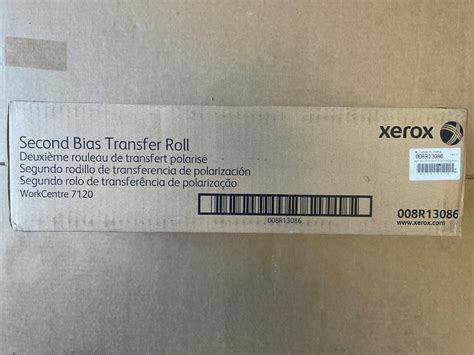 Second Bias Transfer Roll
Deuxième rouleau de transfert polarisé
Segundo rodillo de transferencia de polarización
Segundo rolo de transferência de polarização
WorkCentre 7120
008R13086
xerox
008R13086
008R13086
www.xerox.com